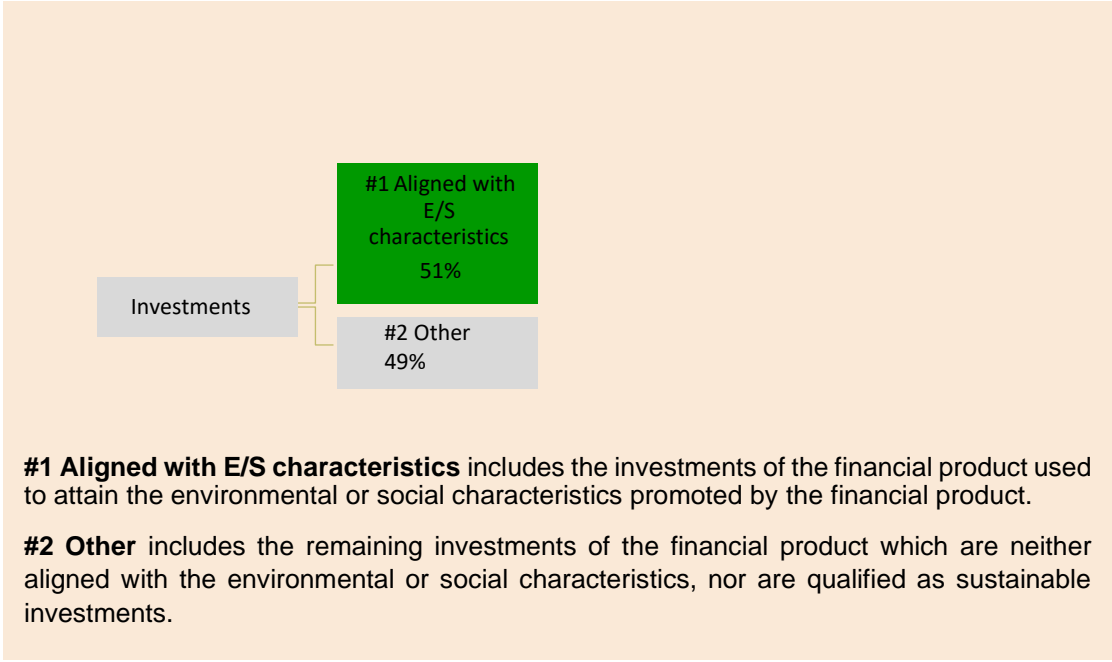 #1 Aligned with
E/S
characteristics
51%
Investments
#2 Other
49%
#1 Aligned with E/S characteristics includes the investments of the financial product used
to attain the environmental or social characteristics promoted by the financial product.
#2 Other includes the remaining investments of the financial product which are neither
aligned with the environmental or social characteristics, nor are qualified as sustainable
investments.